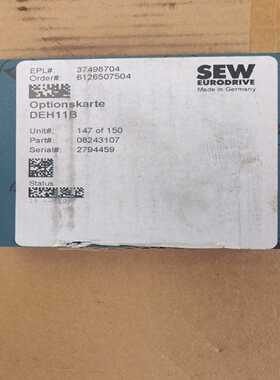 EPL#: 37498704
Order#: 6126507504
SEW
EURODRIVE
Made in Germany
Optionskarte
DEH11B
Unit#: 147 of 150
Part#: 08243107
Serial#: 2794459
Status